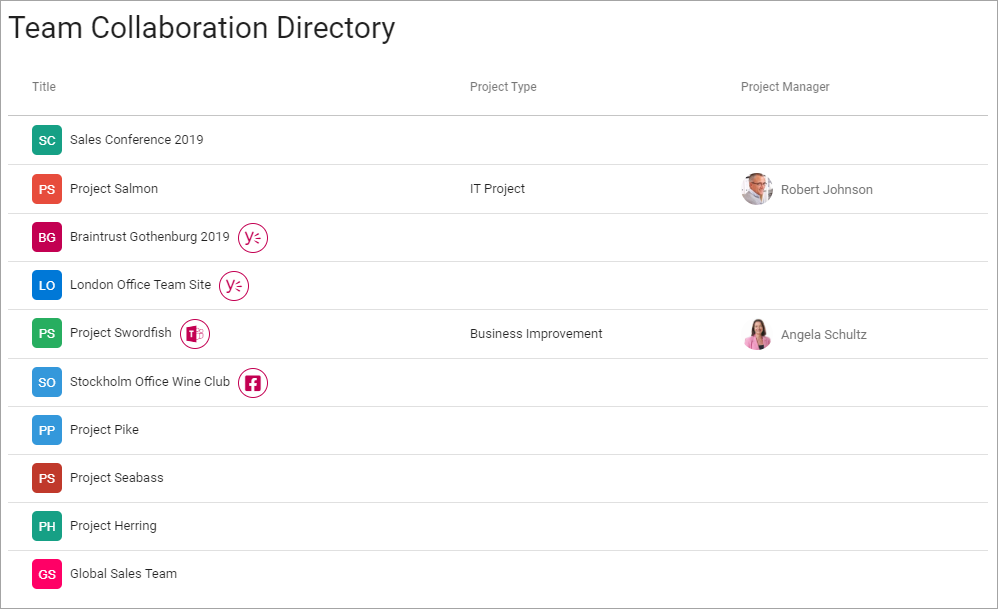 Team Collaboration Directory
Title Project Type Project Manager
SC Sales Conference 2019
PS Project Salmon IT Project Robert Johnson
BG Braintrust Gothenburg 2019
LO London Office Team Site
PS Project Swordfish T Business Improvement Angela Schultz
SO Stockholm Office Wine Club
PP Project Pike
PS Project Seabass
PH Project Herring
GS Global Sales Team